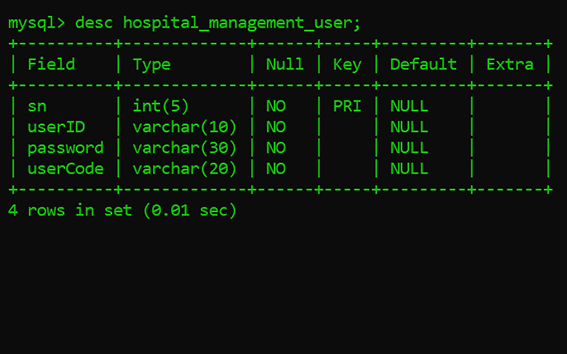 mysql> desc hospital_management_user;
+----------+-------------+------+-----+---------+-------+
| Field    | Type        | Null | Key | Default | Extra |
+----------+-------------+------+-----+---------+-------+
| sn       | int(5)      | NO   | PRI | NULL    |       |
| userID   | varchar(10) | NO   |     | NULL    |       |
| password | varchar(30) | NO   |     | NULL    |       |
| userCode | varchar(20) | NO   |     | NULL    |       |
+----------+-------------+------+-----+---------+-------+
4 rows in set (0.01 sec)